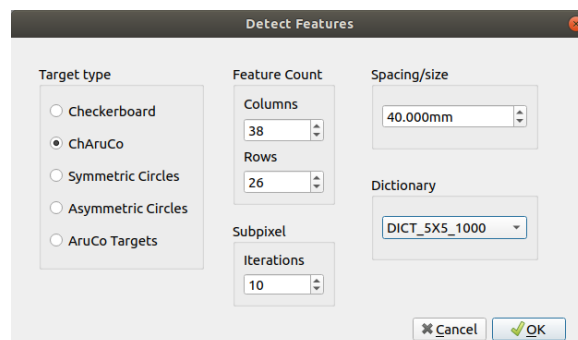 Detect Features
Target type
Checkerboard
ChAruCo
Symmetric Circles
Asymmetric Circles
AruCo Targets
Feature Count
Columns
38
Rows
26
Subpixel
Iterations
10
Spacing/size
40.000mm
Dictionary
DICT_5X5_1000
Cancel
OK